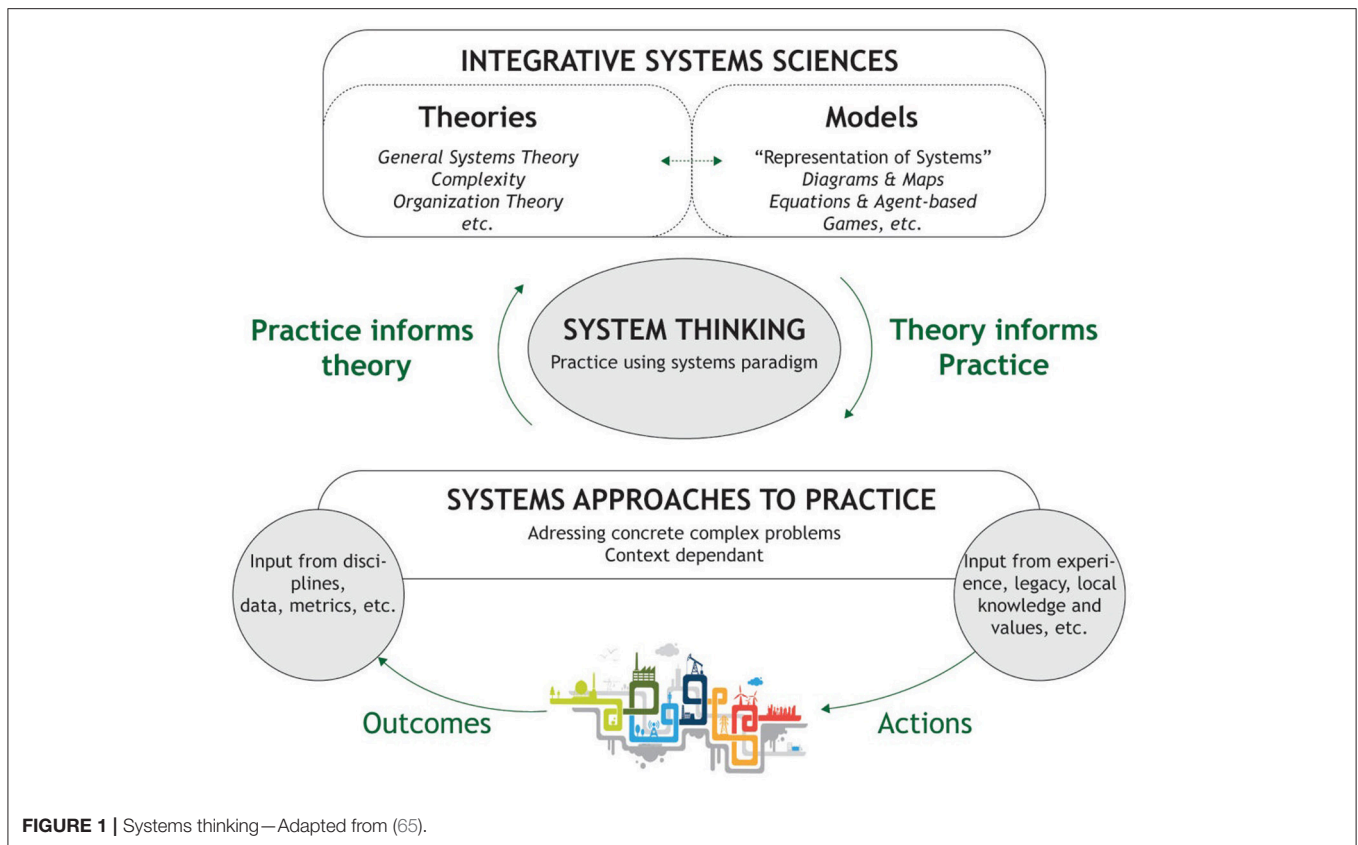 INTEGRATIVE SYSTEMS SCIENCES
Theories
General Systems Theory
Complexity
Organization Theory
etc.
Models
“Representation of Systems”
Diagrams & Maps
Equations & Agent-based
Games, etc.
Practice informs
theory
SYSTEM THINKING
Practice using systems paradigm
Theory informs
Practice
SYSTEMS APPROACHES TO PRACTICE
Adressing concrete complex problems
Context dependant
Input from disci-
plines,
data, metrics, etc.
Input from experi-
ence, legacy, local
knowledge and
values, etc.
Outcomes
Actions
FIGURE 1 | Systems thinking—Adapted from (65).